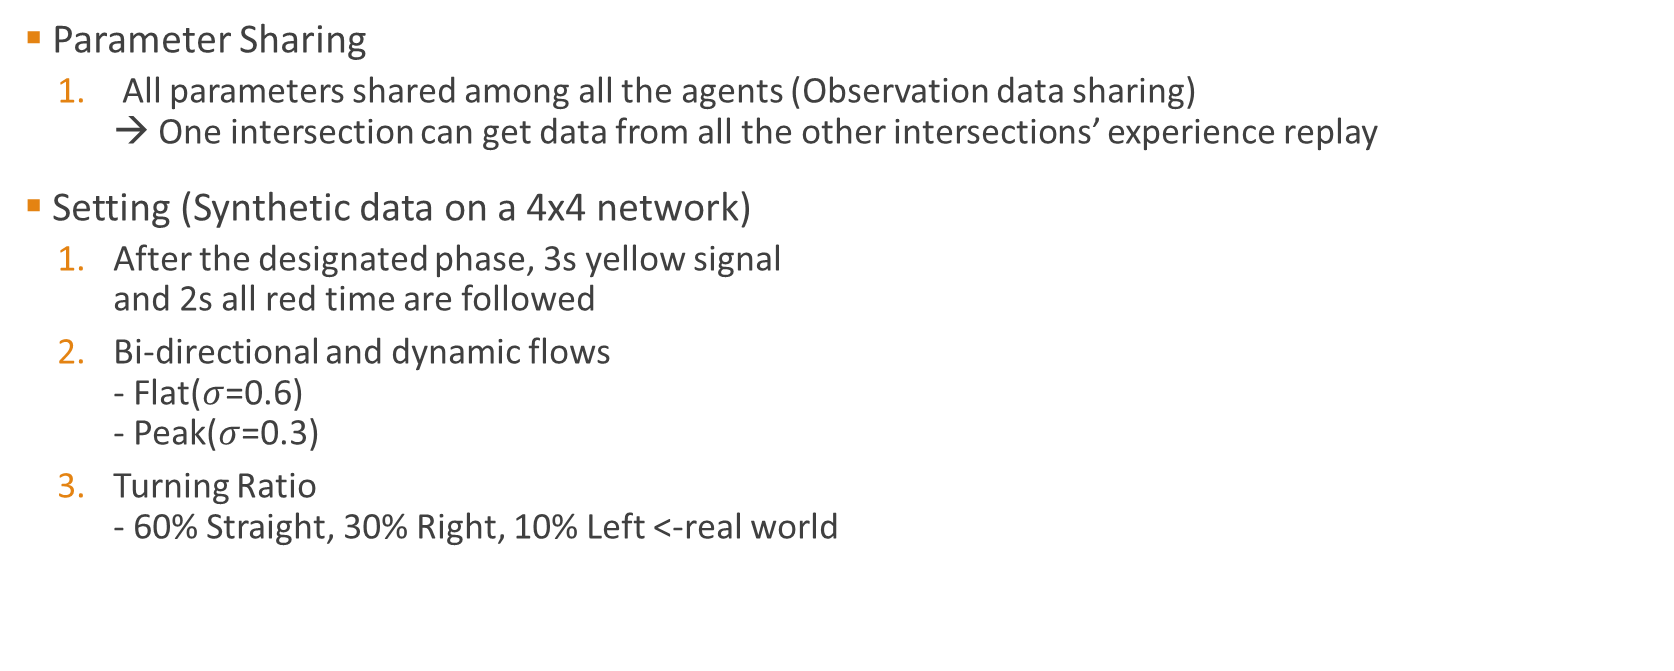 ▪ Parameter Sharing
1. All parameters shared among all the agents (Observation data sharing)
→ One intersection can get data from all the other intersections’ experience replay
▪ Setting (Synthetic data on a 4x4 network)
1. After the designated phase, 3s yellow signal
and 2s all red time are followed
2. Bi-directional and dynamic flows
- Flat(𝜎=0.6)
- Peak(𝜎=0.3)
3. Turning Ratio
- 60% Straight, 30% Right, 10% Left <-real world